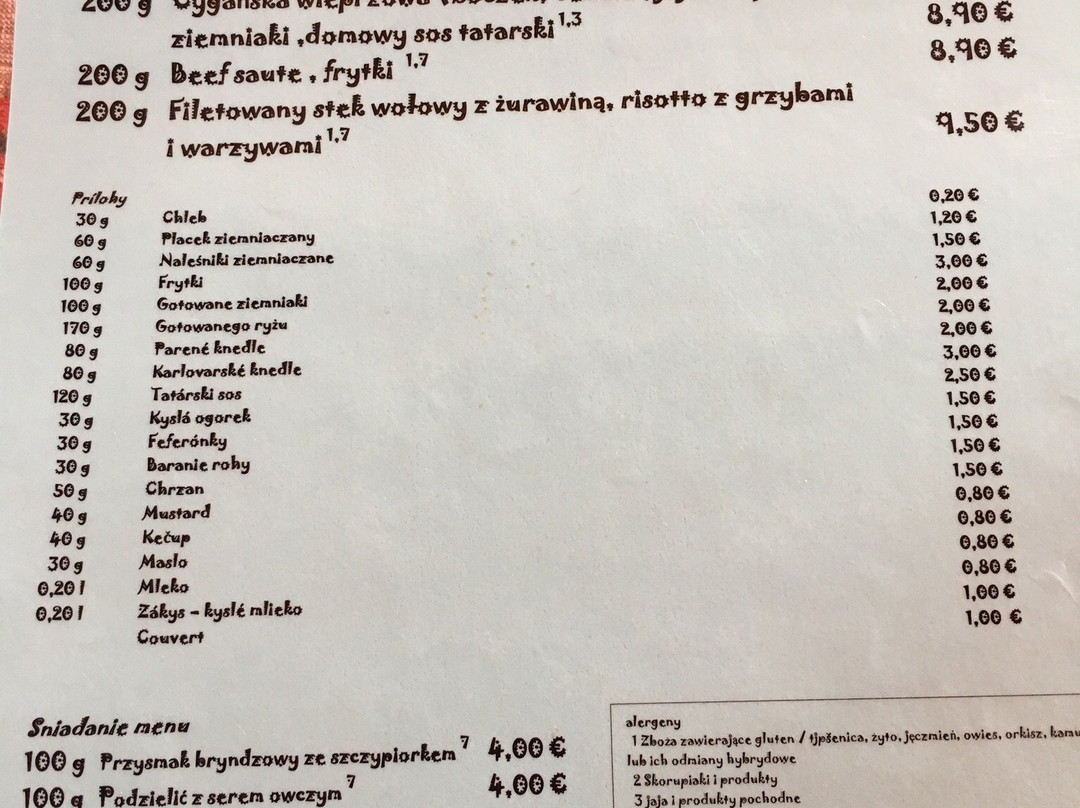 200 g Cygańska
ziemniaki ,domowy sos tatarski 1,3 8,90 €
200 g Beef saute , frytki 1,7 8,90 €
200 g Filetowany stek wołowy z żurawiną, risotto z grzybami
i warzywami 1,7 9,50 €
Prílohy
30 g Chleb 0,20 €
60 g Placek ziemniaczany 1,20 €
60 g Naleśniki ziemniaczane 1,50 €
100 g Frytki 3,00 €
100 g Gotowane ziemniaki 2,00 €
170 g Gotowanego ryżu 2,00 €
80 g Parené knedle 2,00 €
80 g Karlovarské knedle 3,00 €
120 g Tatárski sos 2,50 €
30 g Kyslá ogorek 1,50 €
30 g Feferónky 1,50 €
30 g Baranie rohy 1,50 €
50 g Chrzan 1,50 €
40 g Mustard 0,80 €
40 g Kečup 0,80 €
30 g Maslo 0,80 €
0,20 l Mleko 0,80 €
0,20 l Zákys – kyslé mlieko 1,00 €
Couvert 1,00 €
Sniadanie menu
100 g Przysmak bryndzowy ze szczypiorkem 7 4,00 €
100 g Podzielić z serem owczym 7 4,00 €
alergeny
1 Zboża zawierające gluten / tjpšenica, żyto, jęczmień, owies, orkisz, kamu
lub ich odmiany hybrydowe
2 Skorupiaki i produkty
3 jaja i produkty pochodne